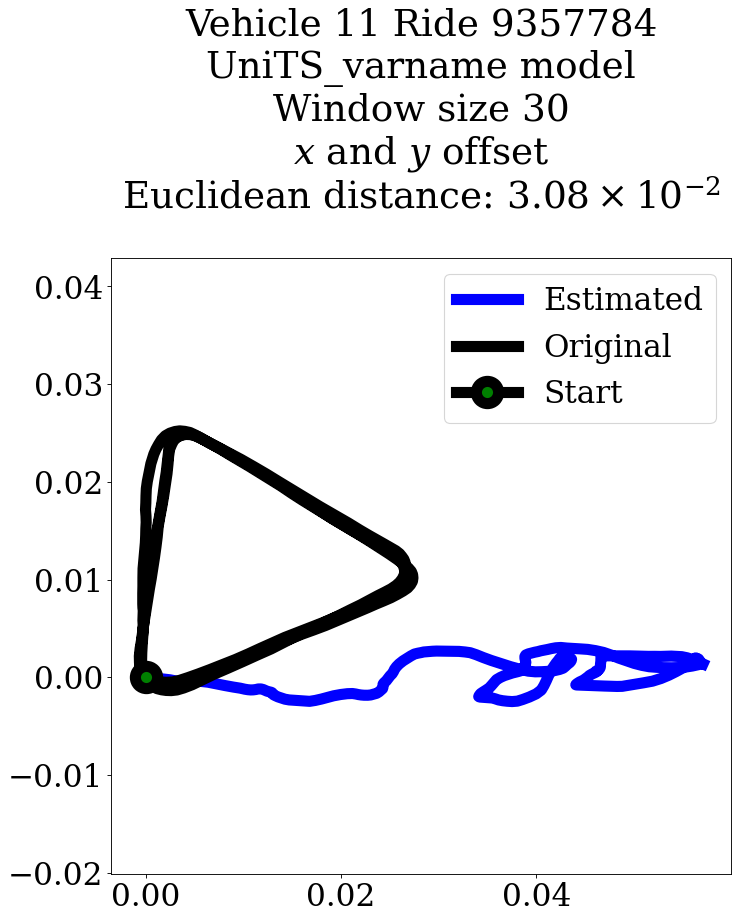 Vehicle 11 Ride 9357784
UniTS_varname model
Window size 30
x and y offset
Euclidean distance: 3.08 × 10⁻²
Estimated
Original
Start
0.04
0.03
0.02
0.01
0.00
−0.01
−0.02
0.00 0.02 0.04